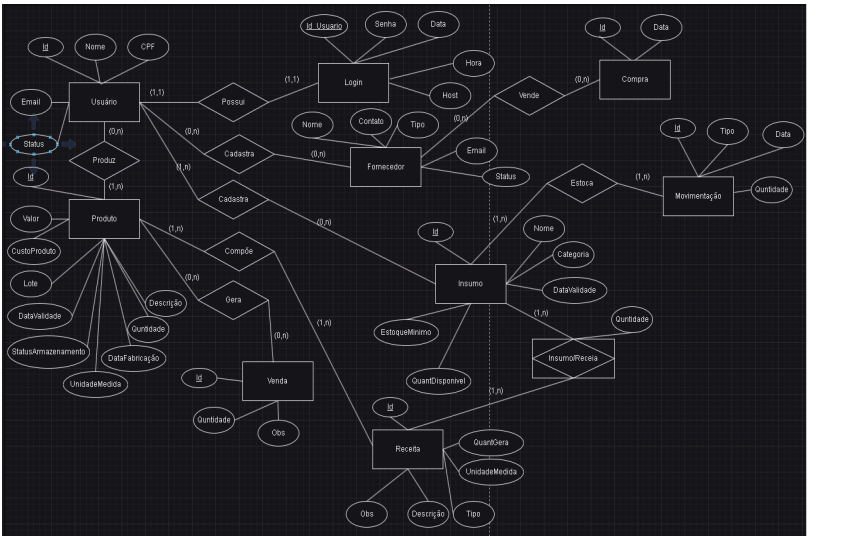 Id_Usuario
Senha
Data
Id
Nome
CPF
Id
Data
Hora
Usuário
(1,1)
Possui
(1,1)
Login
Host
Vende
(0,n)
Compra
Email
Status
(0,n)
Produz
(0,n)
Cadastra
(0,n)
Nome
Contato
Tipo
(0,n)
Fornecedor
Email
Status
Id
Tipo
Data
Id
(1,n)
(1,n)
Cadastra
Estoca
(1,n)
Movimentação
Quntidade
Valor
Produto
(1,n)
(0,n)
(1,n)
CustoProduto
Compõe
Id
Nome
Categoria
Lote
(0,n)
Gera
Insumo
DataValidade
Descrição
DataValidade
Quntidade
(1,n)
(1,n)
Quntidade
StatusArmazenamento
DataFabricação
(0,n)
EstoqueMinimo
Insumo/Receia
UnidadeMedida
Id
Venda
QuantDisponivel
(1,n)
Quntidade
Obs
Id
Receita
QuantGera
UnidadeMedida
Obs
Descrição
Tipo